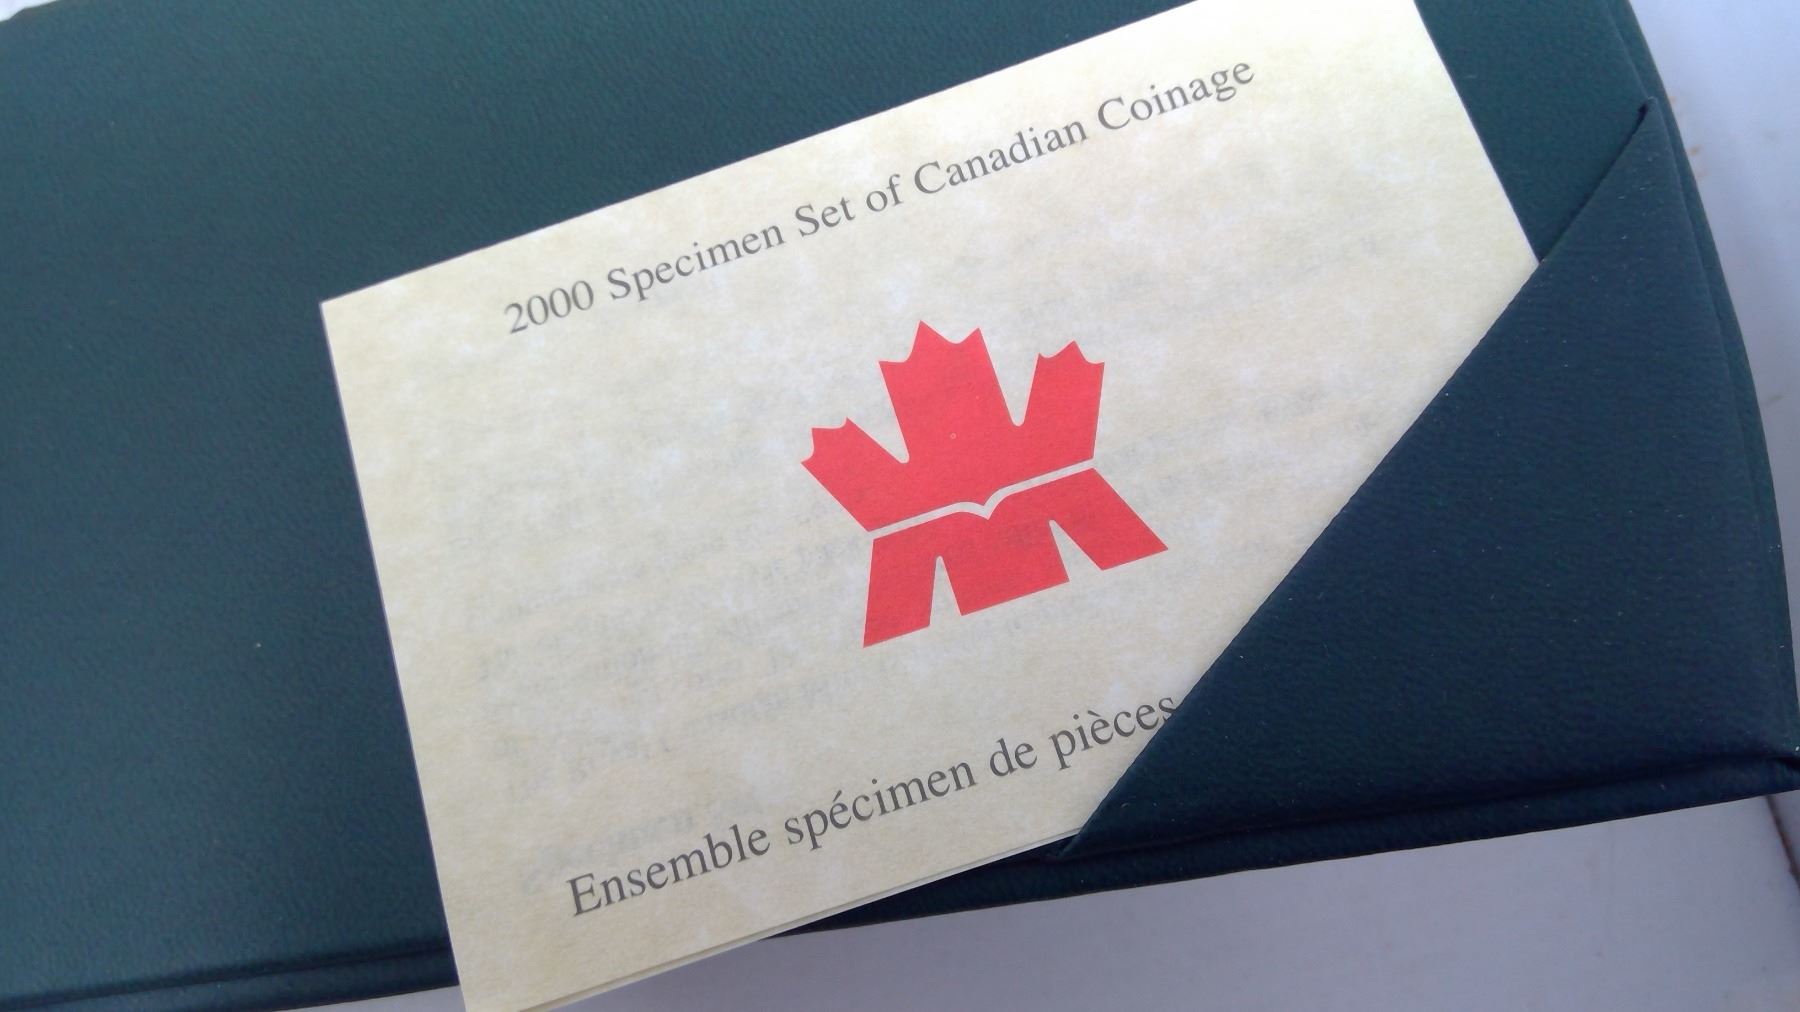 2000 Specimen Set of Canadian Coinage
Ensemble spécimen de pièces